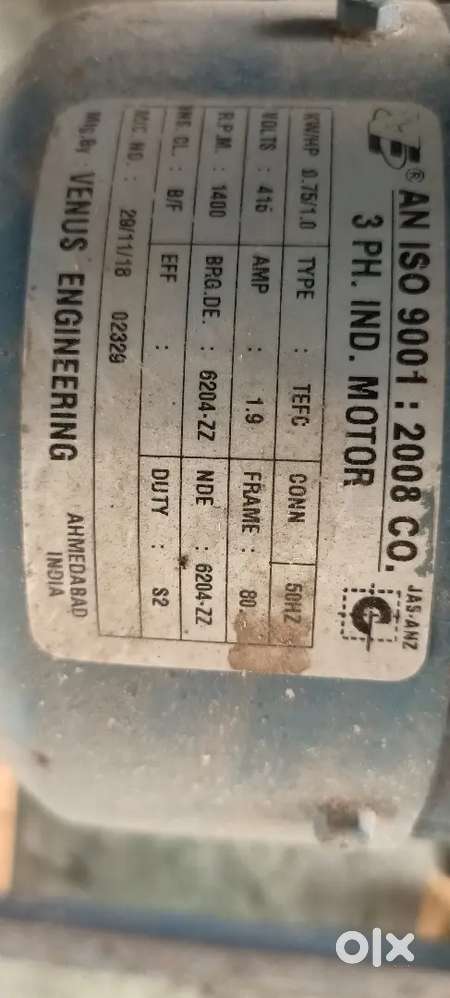 AN ISO 9001 : 2008 CO.
JAS-ANZ
3 PH. IND. MOTOR
KW/HP 0.75/1.0 TYPE : TEFC CONN 50HZ
VOLTS : 415 AMP : 1.9 FRAME : 80.
R.P.M. : 1400 BRG.DE. : 6204-ZZ NDE : 6204-ZZ
INS. CL. : B/F EFF : DUTY : S2
M/C NO. : 29/11/18 02329
Mfg.By : VENUS ENGINEERING AHMEDABAD
INDIA
olx